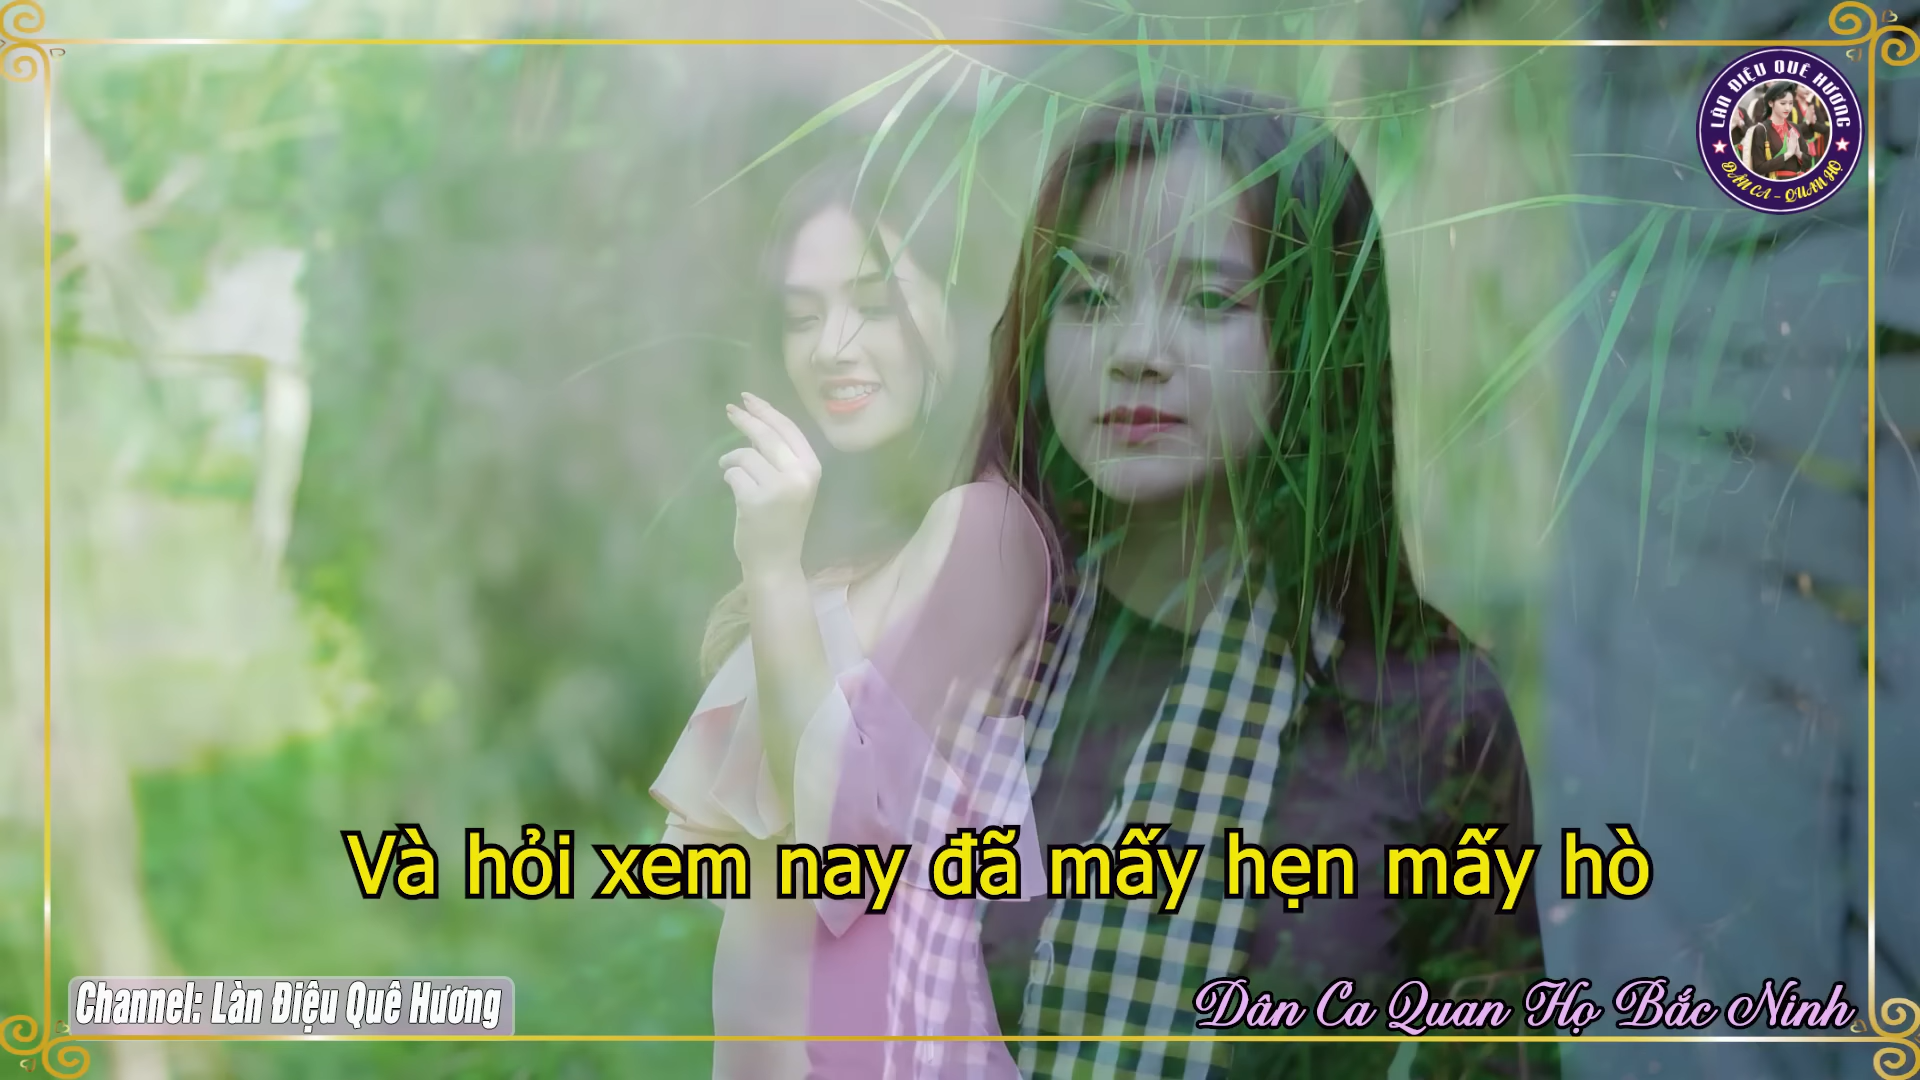 LÀN ĐIỆU QUÊ HƯƠNG
DÂN CA - QUAN HỌ
Và hỏi xem nay đã mấy hẹn mấy hò
Channel: Làn Điệu Quê Hương
Dân Ca Quan Họ Bắc Ninh